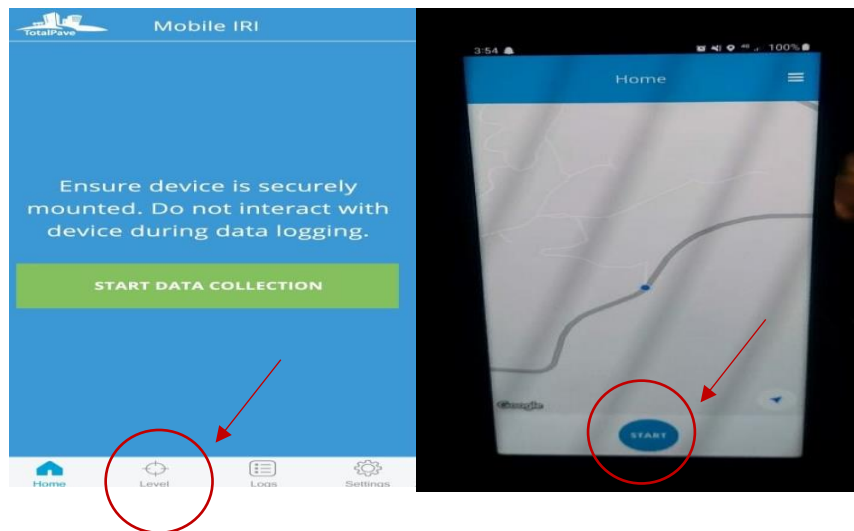 TotalPave
Mobile IRI
Ensure device is securely
mounted. Do not interact with
device during data logging.
START DATA COLLECTION
Home
Level
Logs
Settings
3:54
100%
Home
Google
START